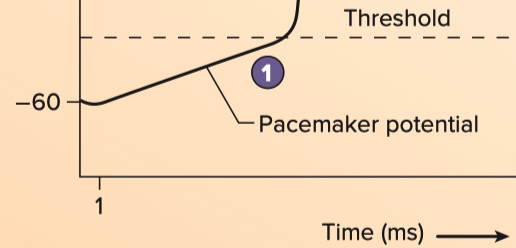 Threshold
1
−60
Pacemaker potential
1
Time (ms)